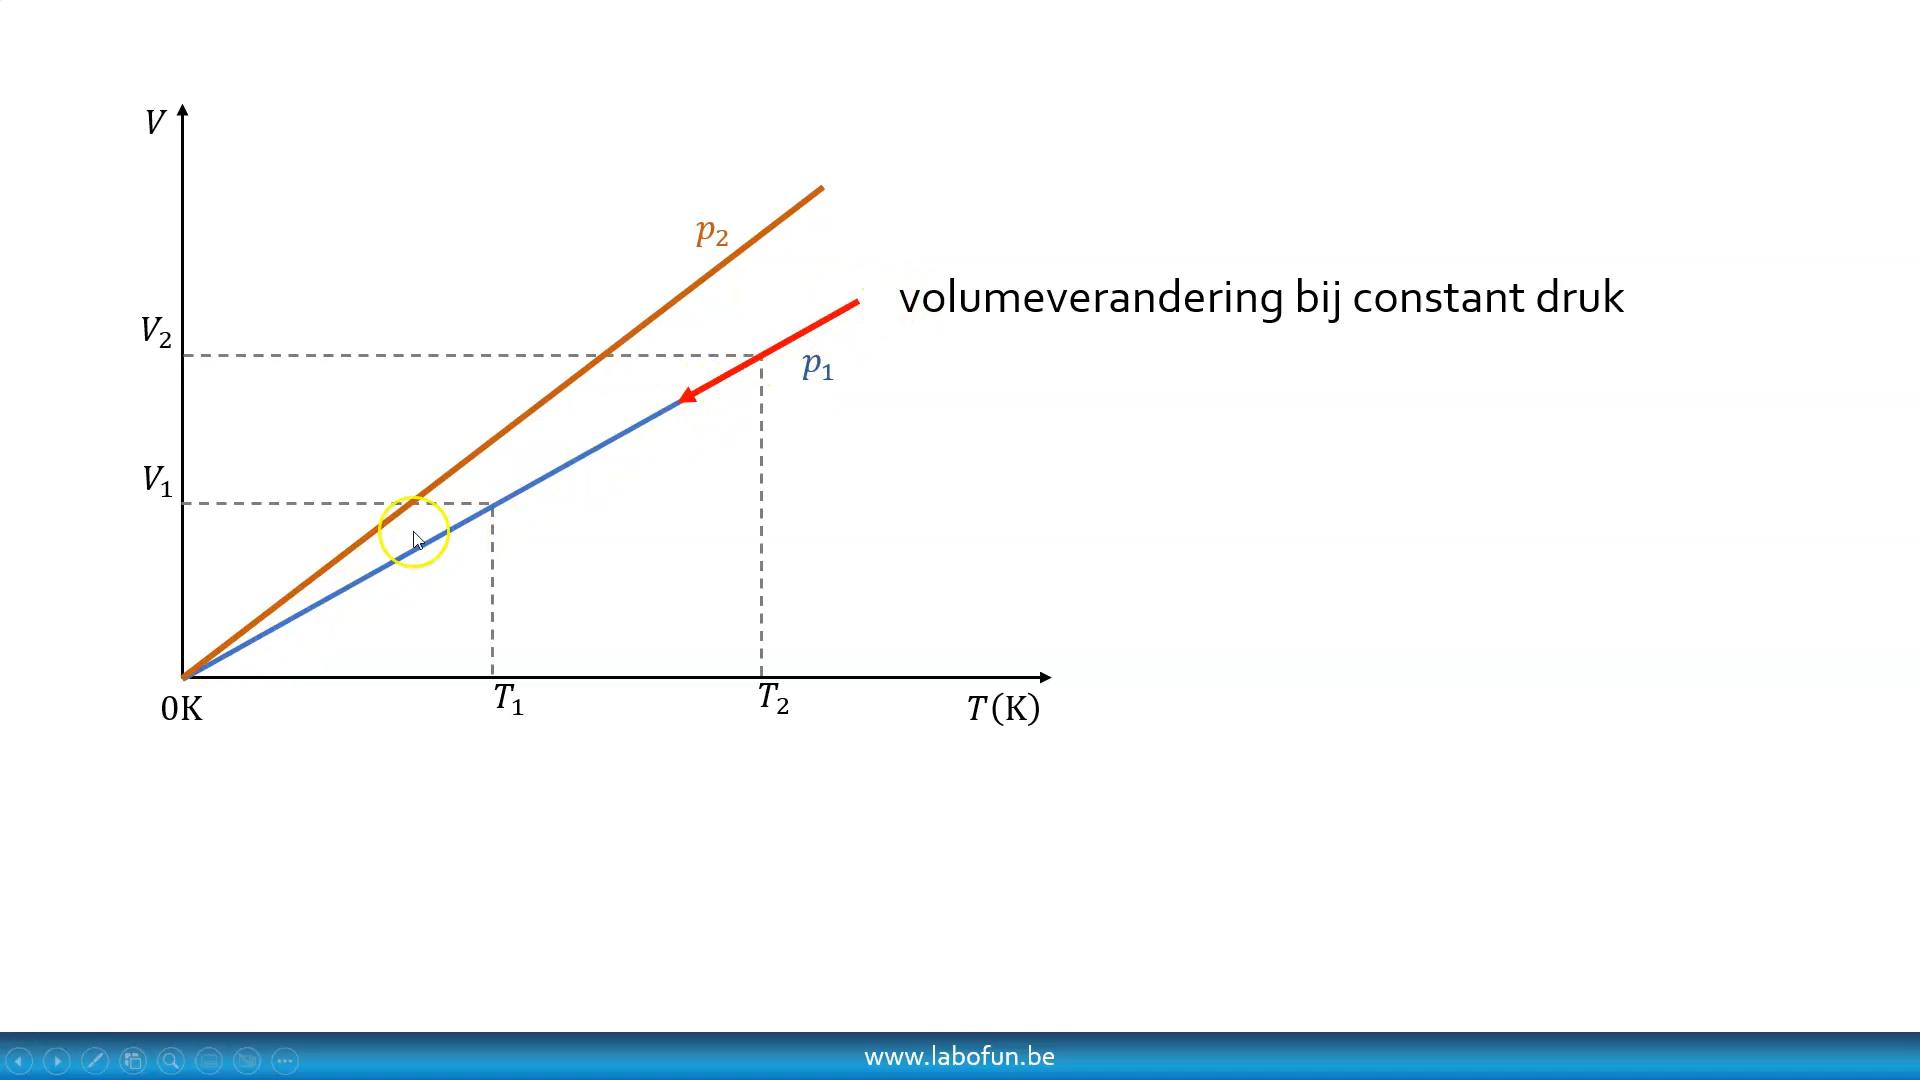 V
p₂
volumeverandering bij constant druk
V₂
p₁
V₁
0K
T₁
T₂
T(K)
www.labofun.be